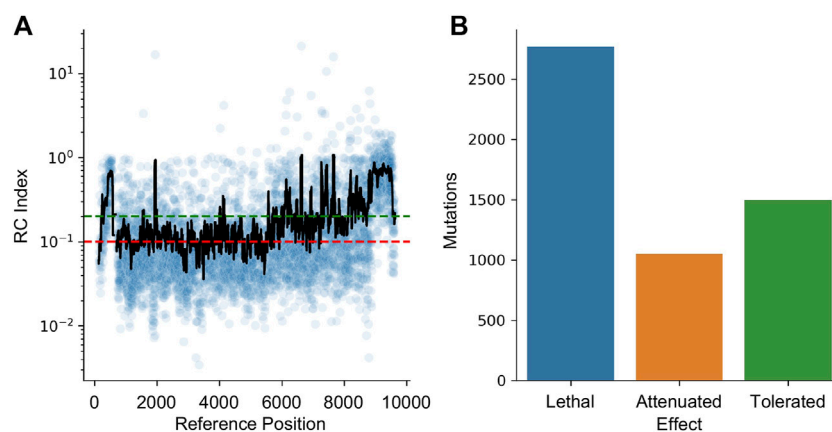 A
RC Index
10¹
10⁰
10⁻¹
10⁻²
0 2000 4000 6000 8000 10000
Reference Position
B
Mutations
2500
2000
1500
1000
500
0
Lethal Attenuated Tolerated
Effect